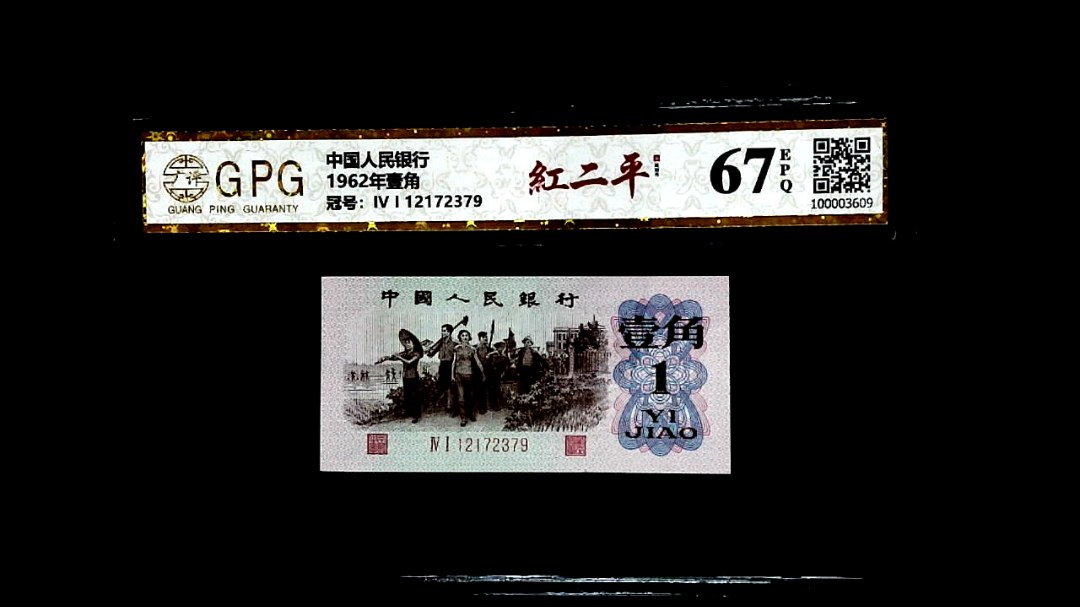 GPG
GUANG PING GUARANTY
中国人民银行
1962年壹角
冠号：IV I 12172379
紅二平
67
EPQ
100003609
中國人民銀行
壹角
1
YI
JIAO
IV I 12172379